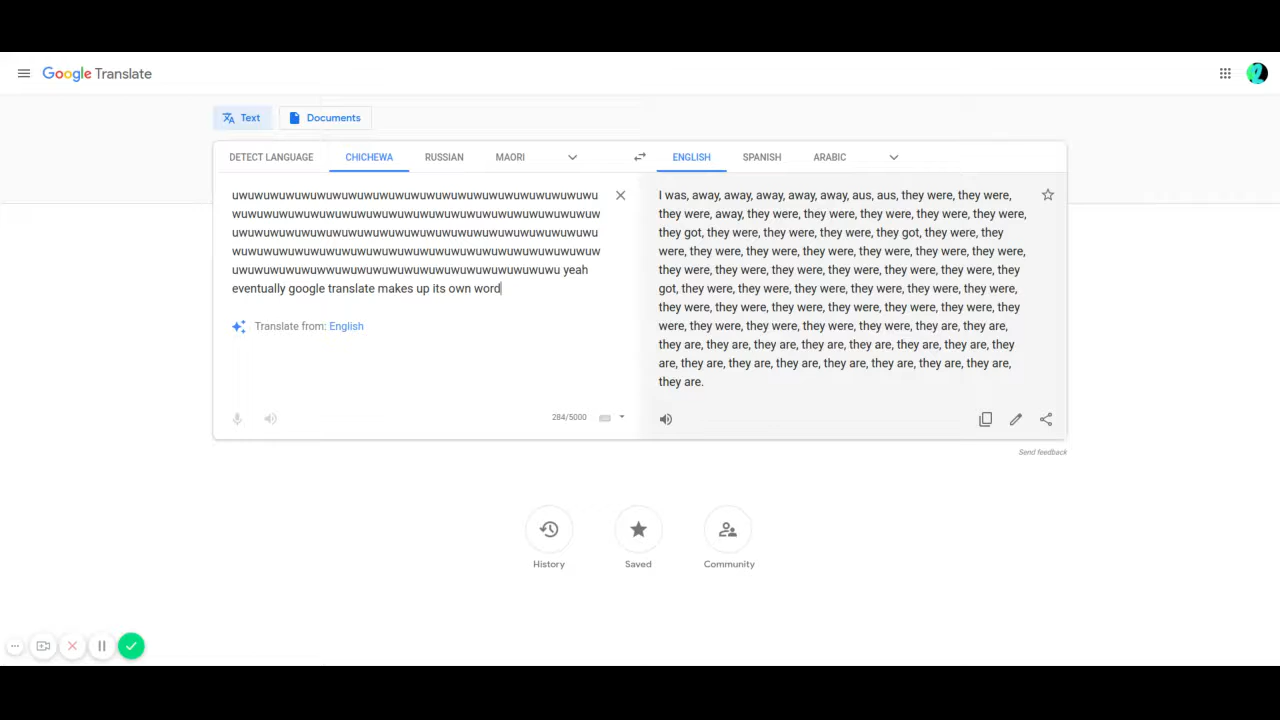 Google Translate
Text
Documents
DETECT LANGUAGE
CHICHEWA
RUSSIAN
MAORI
ENGLISH
SPANISH
ARABIC
uwuwuwuwuwuwuwuwuwuwuwuwuwuwuwuwuwuwuwuwuwuwu
wuwuwuwuwuwuwuwuwuwuwuwuwuwuwuwuwuwuwuwuwuwuw
uwuwuwuwuwuwuwuwuwuwuwuwuwuwuwuwuwuwuwuwuwuwu
wuwuwuwuwuwuwuwuwuwuwuwuwuwuwuwuwuwuwuwuwuwuw
uwuwuwuwuwuwwuwuwuwuwuwuwuwuwuwuwuwuwuwu yeah
eventually google translate makes up its own word
Translate from: English
284/5000
I was, away, away, away, away, away, aus, aus, they were, they were,
they were, away, they were, they were, they were, they were, they were,
they got, they were, they were, they were, they got, they were, they
were, they were, they were, they were, they were, they were, they were,
they were, they were, they were, they were, they were, they were, they
got, they were, they were, they were, they were, they were, they were,
they were, they were, they were, they were, they were, they were, they
were, they were, they were, they were, they were, they are, they are,
they are, they are, they are, they are, they are, they are, they are, they
are, they are, they are, they are, they are, they are, they are, they are,
they are.
Send feedback
History
Saved
Community